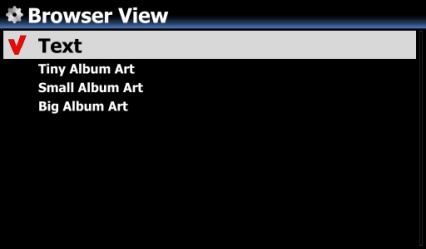 Browser View
Text
Tiny Album Art
Small Album Art
Big Album Art